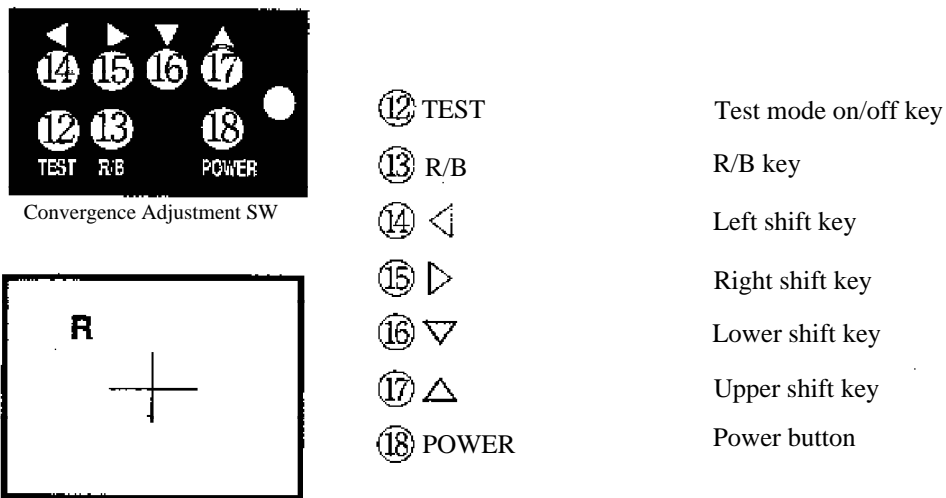 ◀ ▶ ▼ ▲
⑭ ⑮ ⑯ ⑰
⑫ ⑬ ⑱
TEST R/B POWER
Convergence Adjustment SW
R
⑫ TEST Test mode on/off key
⑬ R/B R/B key
⑭ ◁ Left shift key
⑮ ▷ Right shift key
⑯ ▽ Lower shift key
⑰ △ Upper shift key
⑱ POWER Power button